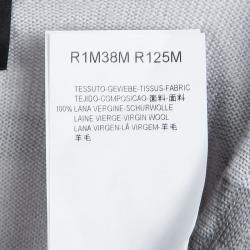 R1M38M R125M
TESSUTO-GEWEBE-TISSUS-FABRIC
TEJIDO-COMPOSICAO-面料-面料
100% LANA VERGINE-SCHURWOLLE
LAINE VIERGE-VIRGIN WOOL
LANA VIRGEN-LÃ VIRGEM-羊毛
羊毛